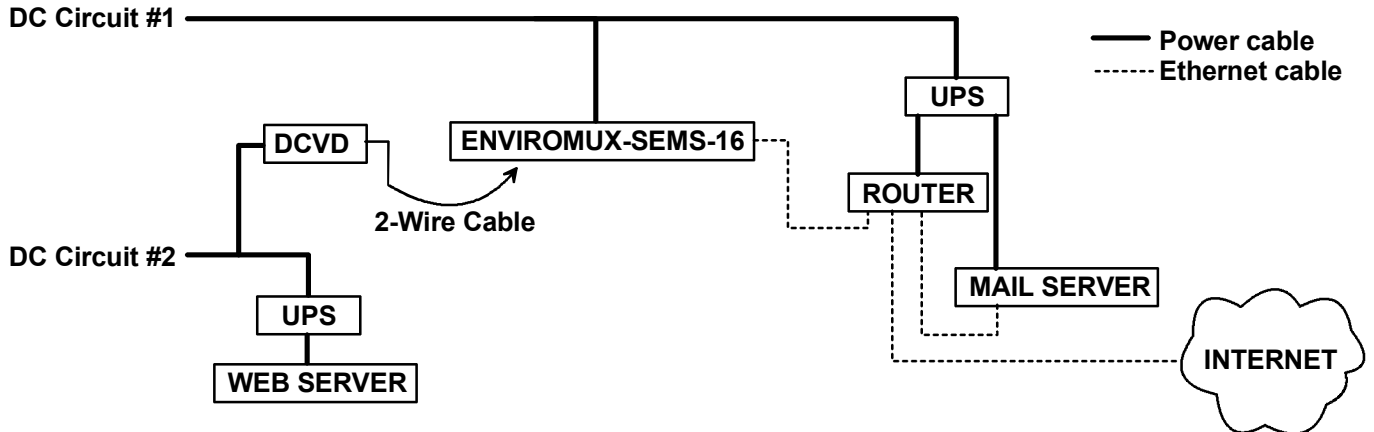 DC Circuit #1
Power cable
Ethernet cable
UPS
DCVD
ENVIROMUX-SEMS-16
ROUTER
2-Wire Cable
DC Circuit #2
MAIL SERVER
UPS
INTERNET
WEB SERVER